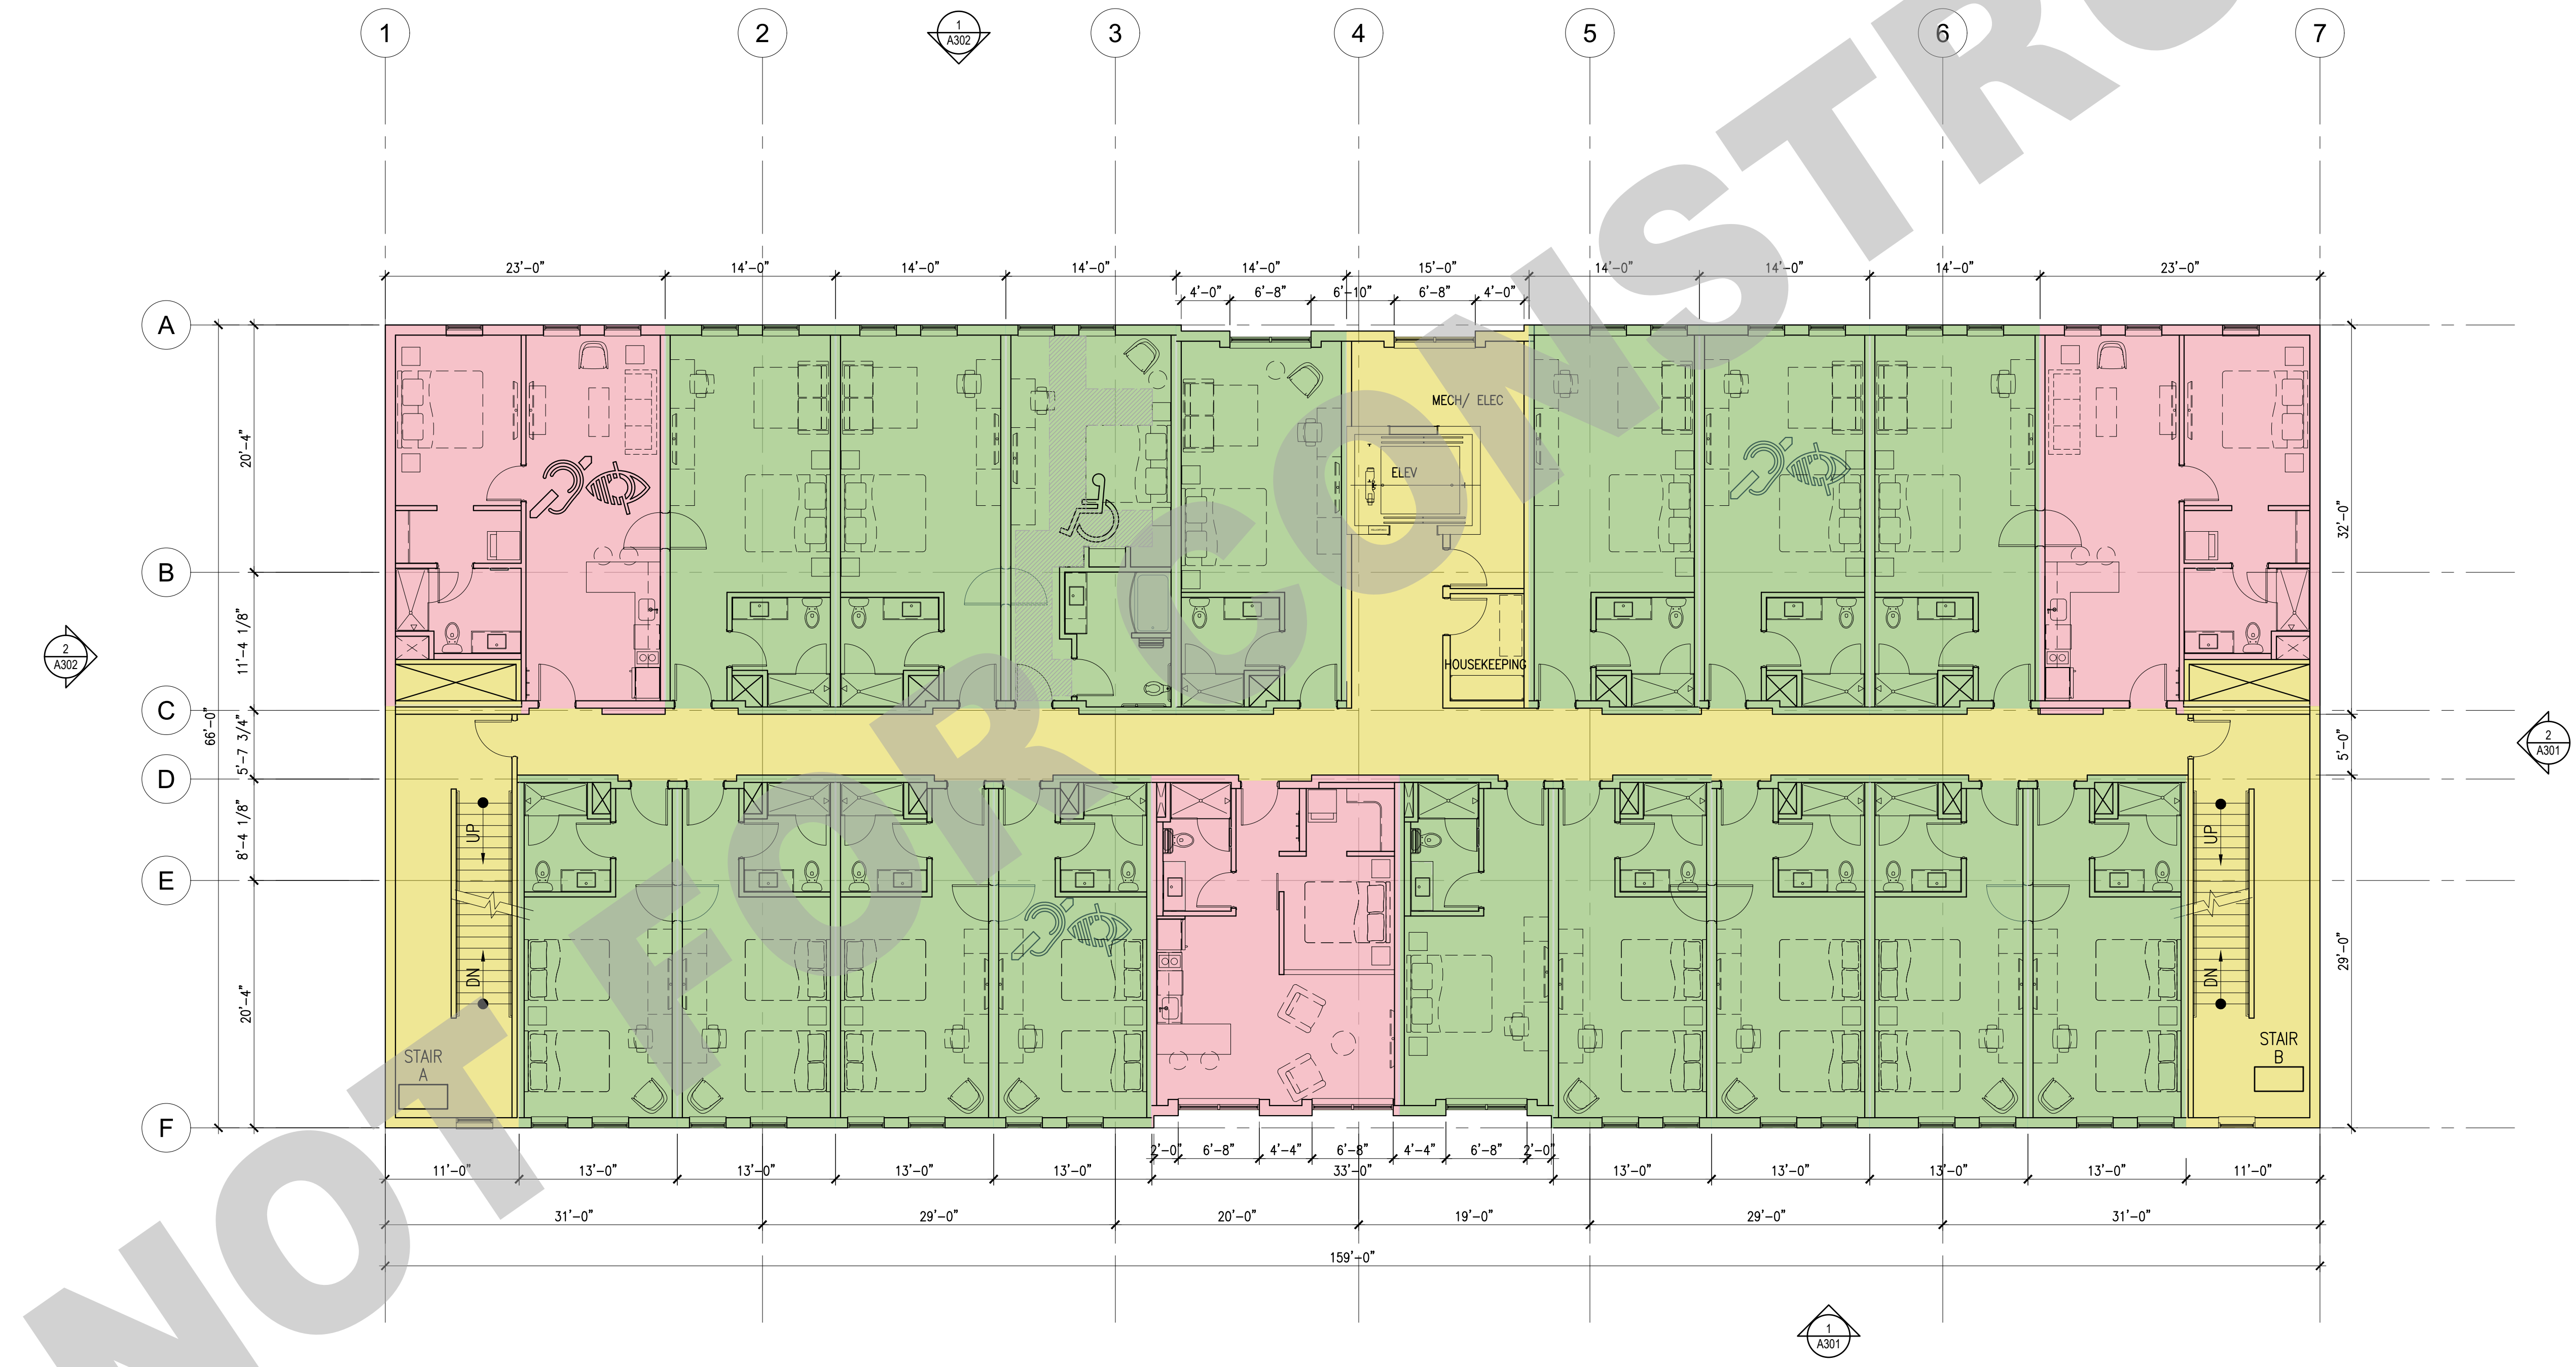 1 2 3 4 5 6 7
1
A302
23'-0" 14'-0" 14'-0" 14'-0" 14'-0" 15'-0" 14'-0" 14'-0" 14'-0" 23'-0"
4'-0" 6'-8" 6'-10" 6'-8" 4'-0"
A
B
C
D
E
F
66'-0"
20'-4"
11'-4 1/8"
5'-7 3/4"
8'-4 1/8"
20'-4"
2
A302
MECH/ ELEC
ELEV
HOUSEKEEPING
32'-0"
5'-0"
29'-0"
2
A301
UP
DN
STAIR
A
UP
DN
STAIR
B
2'-0" 6'-8" 4'-4" 6'-8" 4'-4" 6'-8" 2'-0"
11'-0" 13'-0" 13'-0" 13'-0" 13'-0" 33'-0" 13'-0" 13'-0" 13'-0" 13'-0" 11'-0"
31'-0" 29'-0" 20'-0" 19'-0" 29'-0" 31'-0"
159'-0"
1
A301
NOT FOR CONSTRU